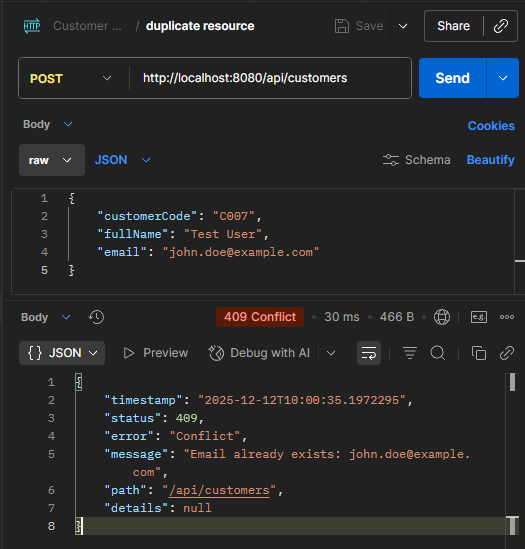 HTTP Customer ... / duplicate resource Save Share
POST http://localhost:8080/api/customers Send
Body Cookies
raw JSON Schema Beautify
1 {
2 "customerCode": "C007",
3 "fullName": "Test User",
4 "email": "john.doe@example.com"
5 }
Body 409 Conflict • 30 ms • 466 B e.g.
{} JSON Preview Debug with AI
1 {
2 "timestamp": "2025-12-12T10:00:35.1972295",
3 "status": 409,
4 "error": "Conflict",
5 "message": "Email already exists: john.doe@example.
com",
6 "path": "/api/customers",
7 "details": null
8 }